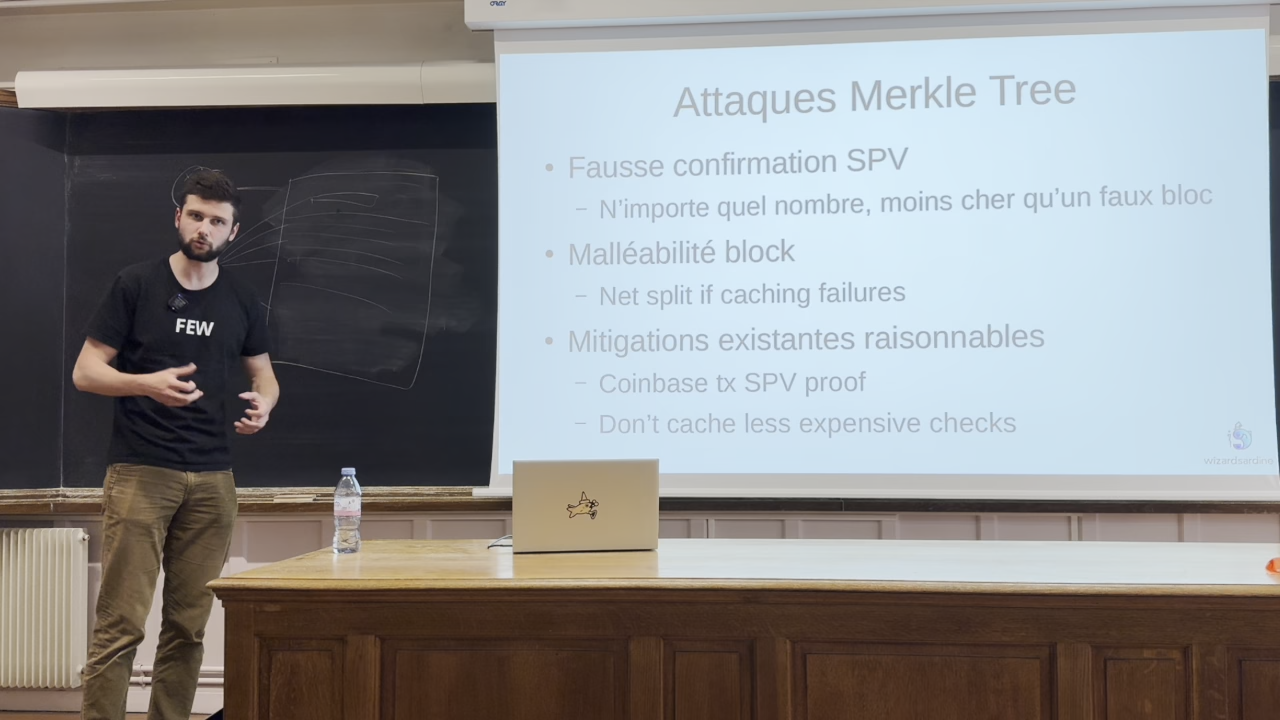 ORAY
Attaques Merkle Tree
• Fausse confirmation SPV
– N'importe quel nombre, moins cher qu'un faux bloc
• Malléabilité block
– Net split if caching failures
• Mitigations existantes raisonnables
– Coinbase tx SPV proof
– Don't cache less expensive checks
wizardsardine
FEW